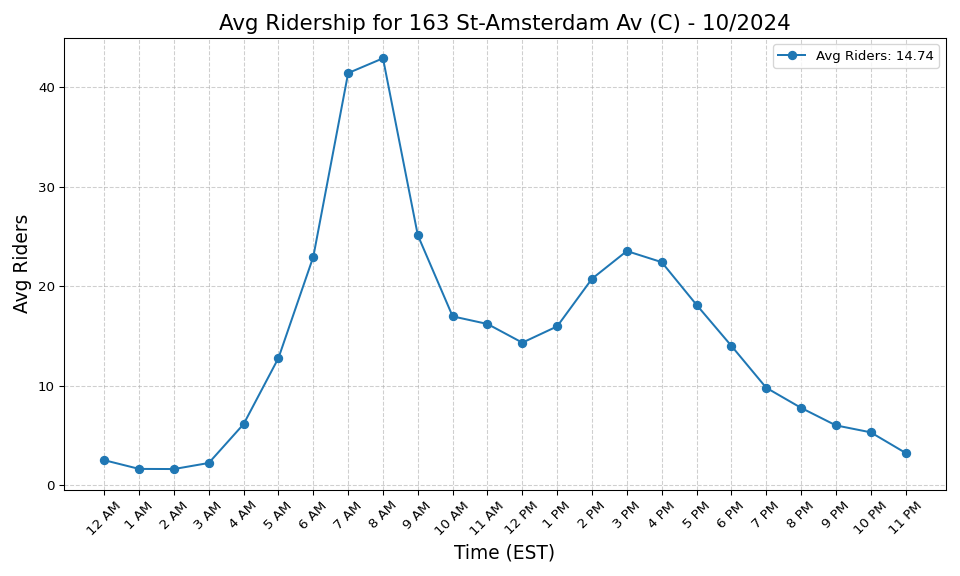 Avg Ridership for 163 St-Amsterdam Av (C) - 10/2024
Avg Riders: 14.74
Avg Riders
40
30
20
10
0
12 AM
1 AM
2 AM
3 AM
4 AM
5 AM
6 AM
7 AM
8 AM
9 AM
10 AM
11 AM
12 PM
1 PM
2 PM
3 PM
4 PM
5 PM
6 PM
7 PM
8 PM
9 PM
10 PM
11 PM
Time (EST)